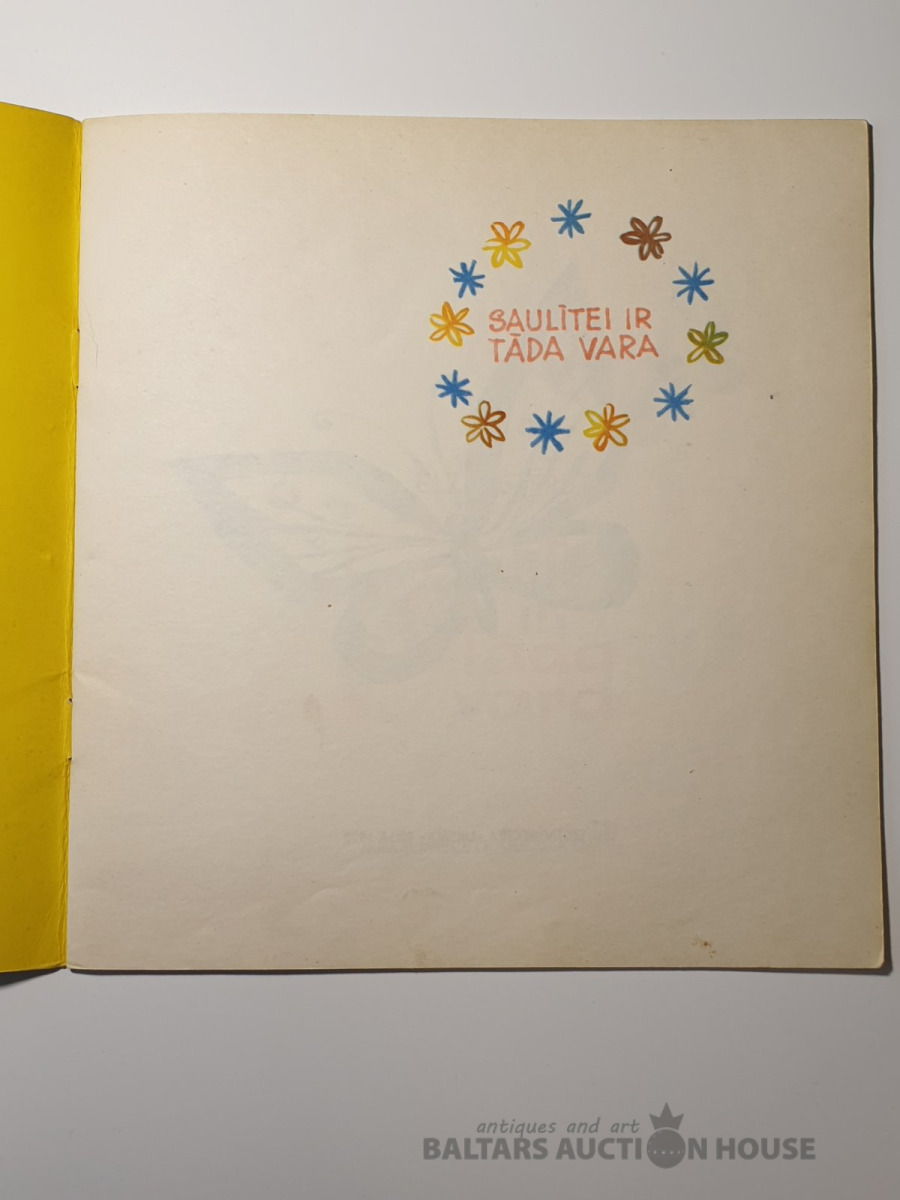 SAULĪTEI IR
TĀDA VARA
antiques and art
BALTARS AUCTION HOUSE